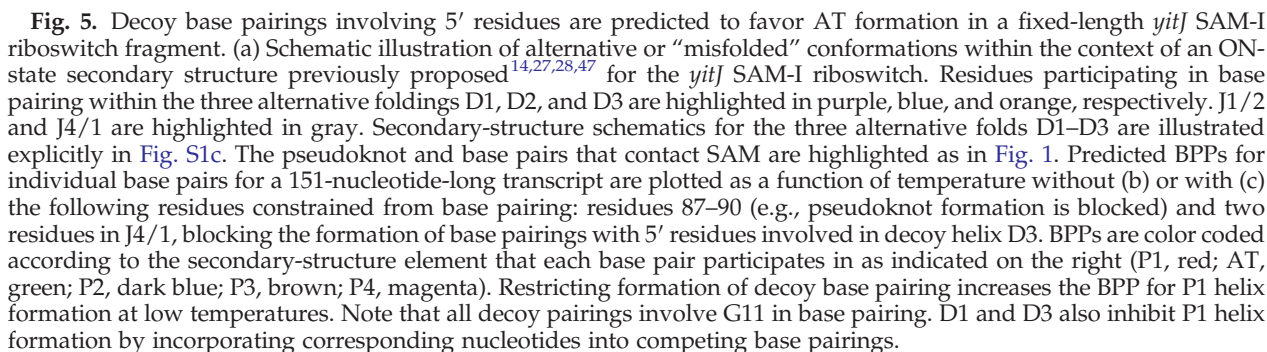 Fig. 5. Decoy base pairings involving 5′ residues are predicted to favor AT formation in a fixed-length yitJ SAM-I
riboswitch fragment. (a) Schematic illustration of alternative or “misfolded” conformations within the context of an ON-
state secondary structure previously proposed14,27,28,47 for the yitJ SAM-I riboswitch. Residues participating in base
pairing within the three alternative foldings D1, D2, and D3 are highlighted in purple, blue, and orange, respectively. J1/2
and J4/1 are highlighted in gray. Secondary-structure schematics for the three alternative folds D1–D3 are illustrated
explicitly in Fig. S1c. The pseudoknot and base pairs that contact SAM are highlighted as in Fig. 1. Predicted BPPs for
individual base pairs for a 151-nucleotide-long transcript are plotted as a function of temperature without (b) or with (c)
the following residues constrained from base pairing: residues 87–90 (e.g., pseudoknot formation is blocked) and two
residues in J4/1, blocking the formation of base pairings with 5′ residues involved in decoy helix D3. BPPs are color coded
according to the secondary-structure element that each base pair participates in as indicated on the right (P1, red; AT,
green; P2, dark blue; P3, brown; P4, magenta). Restricting formation of decoy base pairing increases the BPP for P1 helix
formation at low temperatures. Note that all decoy pairings involve G11 in base pairing. D1 and D3 also inhibit P1 helix
formation by incorporating corresponding nucleotides into competing base pairings.